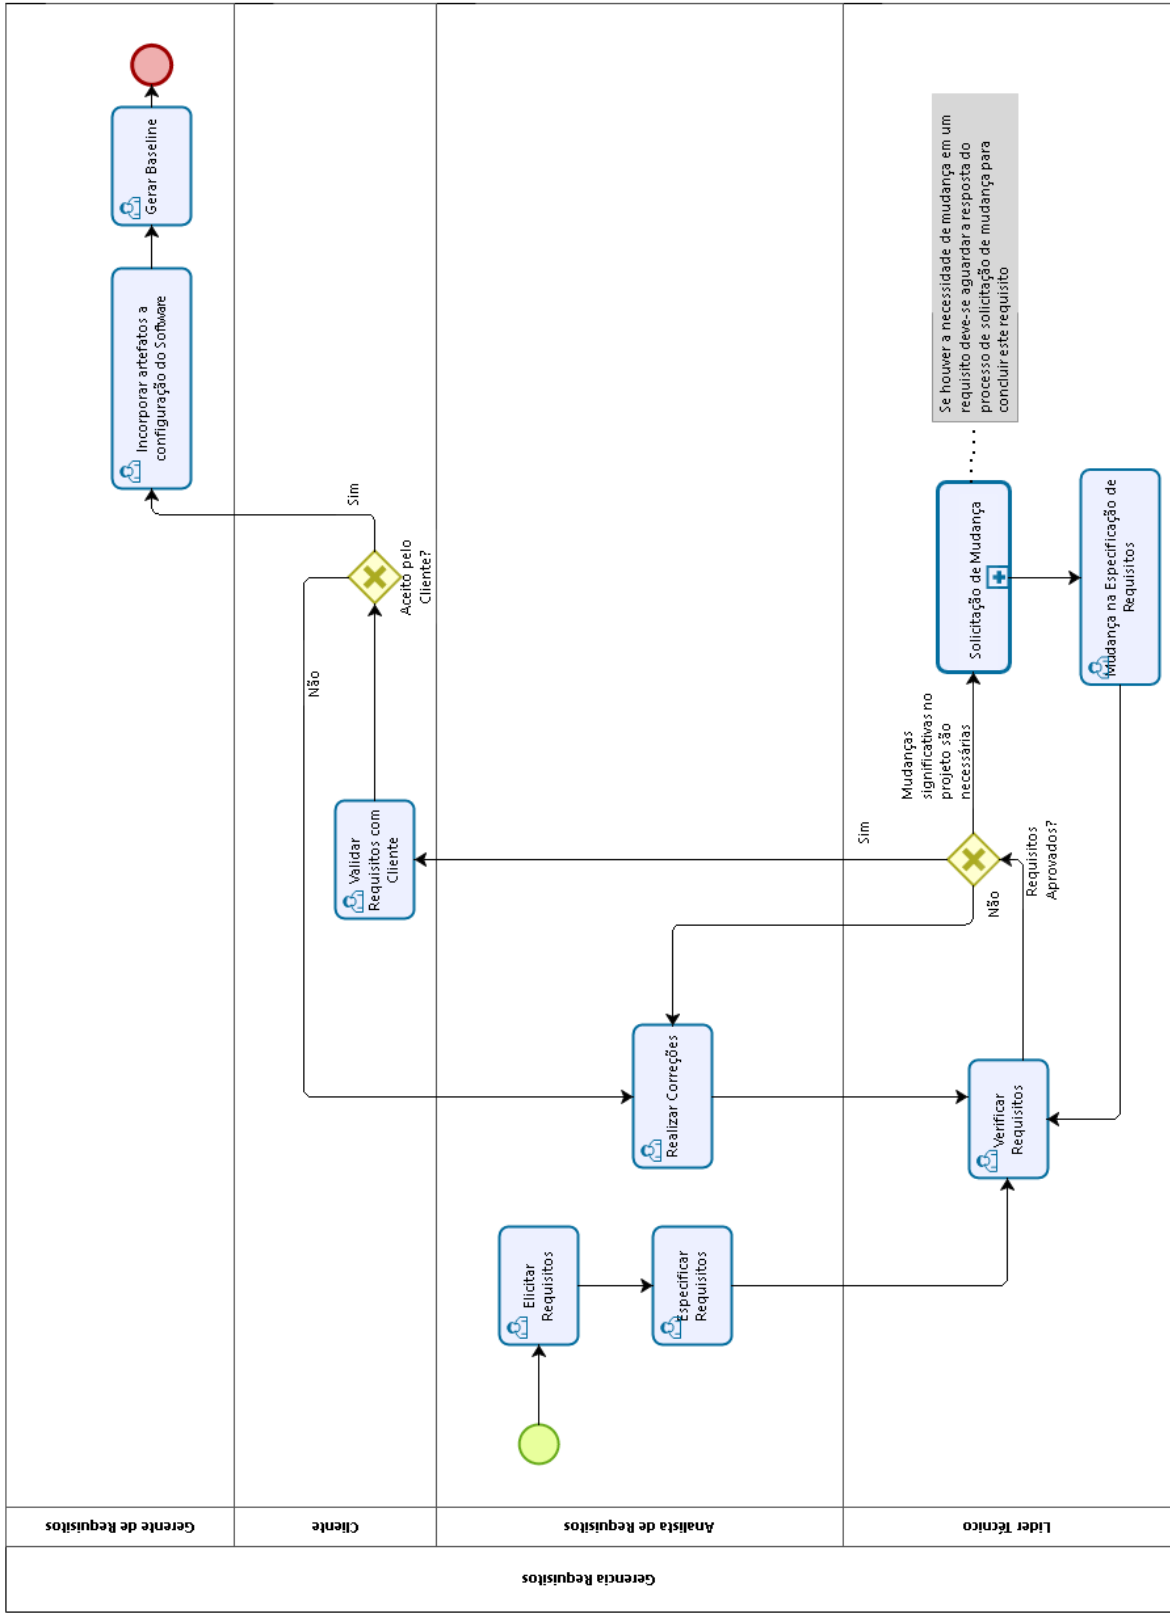 Gerencia Requisitos
Gerente de Requisitos
Incorporar artefatos a
configuração do Software
Gerar Baseline
Cliente
Validar
Requisitos com
Cliente
Aceito pelo
Cliente?
Não
Sim
Analista de Requisitos
Elicitar
Requisitos
Especificar
Requisitos
Realizar Correções
Lider Técnico
Verificar
Requisitos
Requisitos
Aprovados?
Não
Sim
Mudanças
significativas no
projeto são
necessárias
Solicitação de Mudança
Mudança na Especificação de
Requisitos
Se houver a necessidade de mudança em um
requisito deve-se aguardar a resposta do
processo de solicitação de mudança para
concluir este requisito